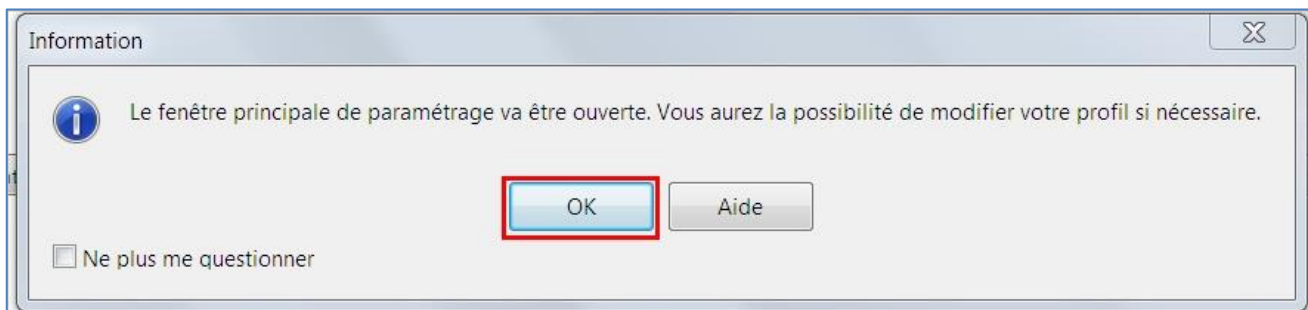 Information
Le fenêtre principale de paramétrage va être ouverte. Vous aurez la possibilité de modifier votre profil si nécessaire.
OK
Aide
Ne plus me questionner